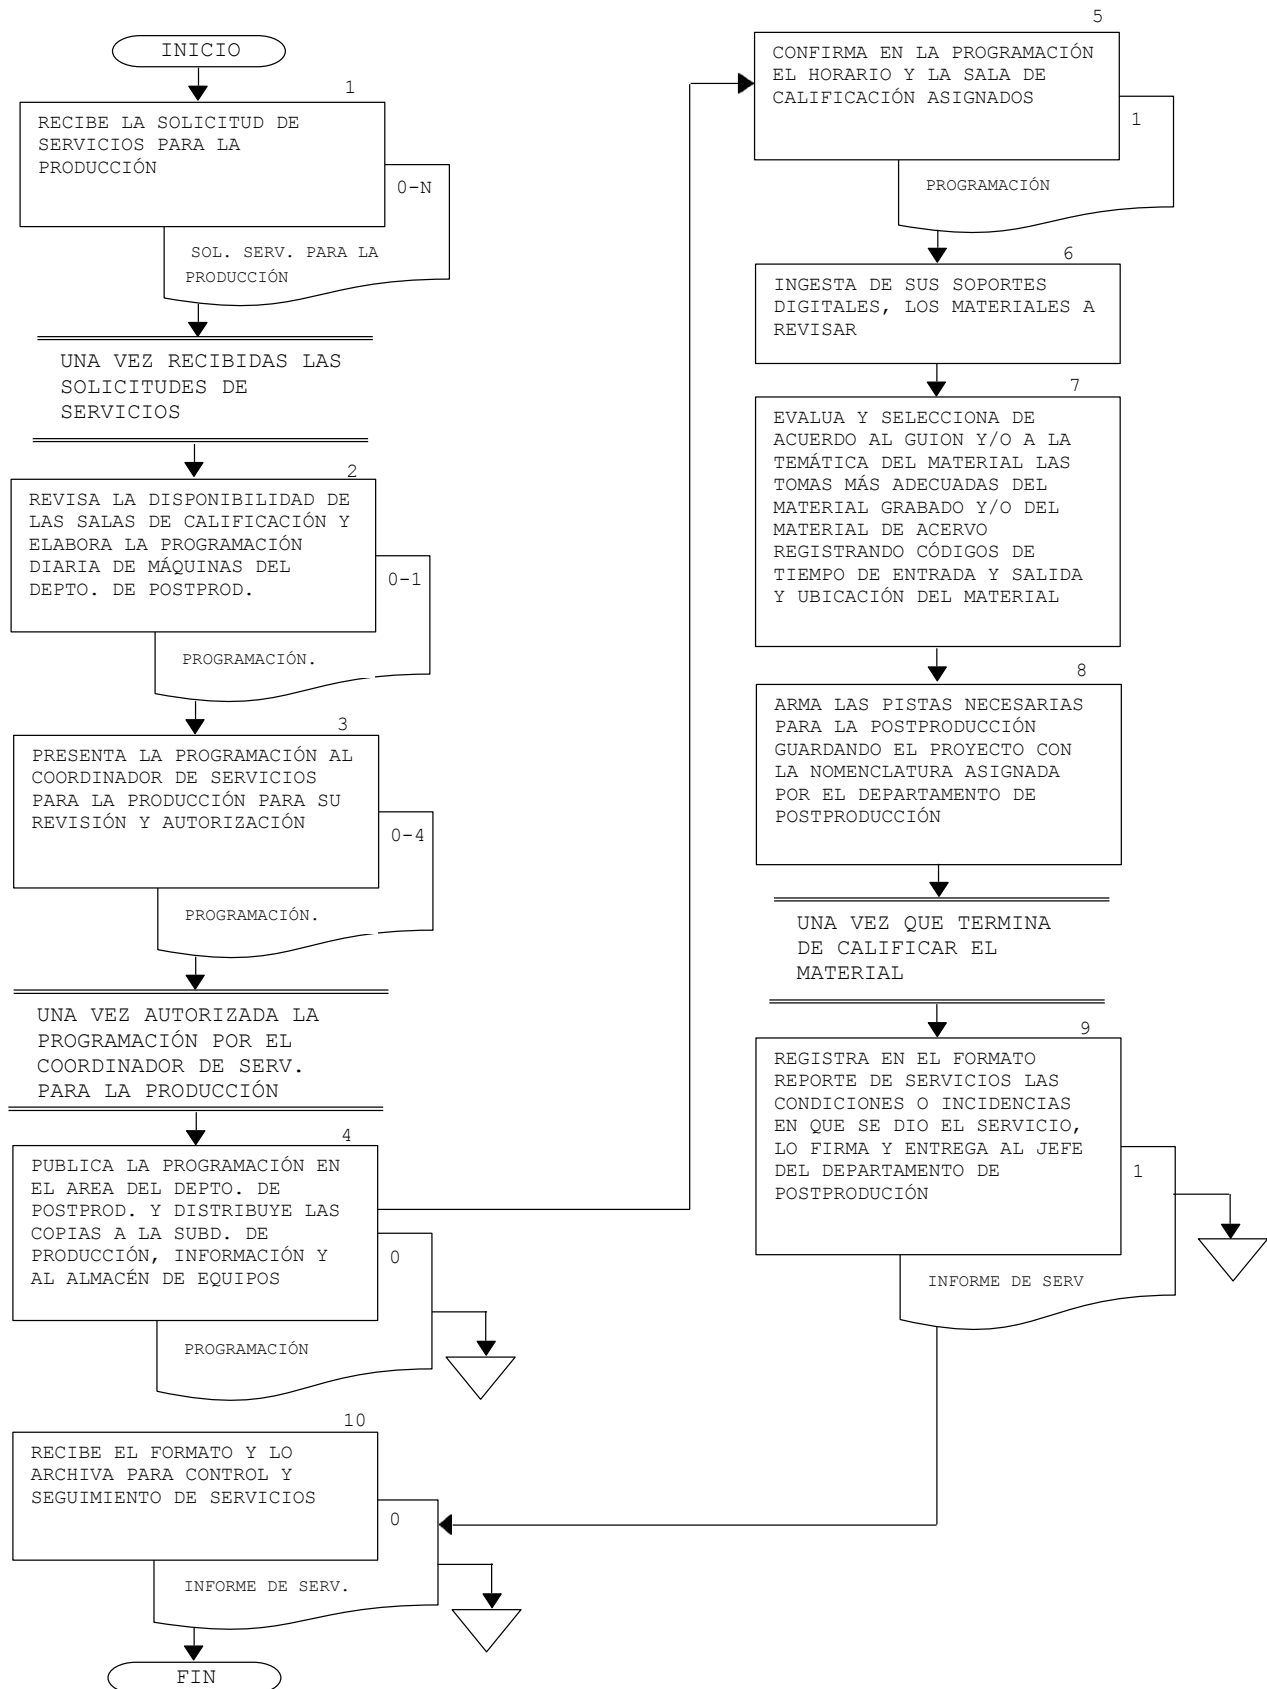 INICIO
1
RECIBE LA SOLICITUD DE
SERVICIOS PARA LA
PRODUCCIÓN
0-N
SOL. SERV. PARA LA
PRODUCCIÓN
UNA VEZ RECIBIDAS LAS
SOLICITUDES DE
SERVICIOS
2
REVISA LA DISPONIBILIDAD DE
LAS SALAS DE CALIFICACIÓN Y
ELABORA LA PROGRAMACIÓN
DIARIA DE MÁQUINAS DEL
DEPTO. DE POSTPROD.
0-1
PROGRAMACIÓN.
3
PRESENTA LA PROGRAMACIÓN AL
COORDINADOR DE SERVICIOS
PARA LA PRODUCCIÓN PARA SU
REVISIÓN Y AUTORIZACIÓN
0-4
PROGRAMACIÓN.
UNA VEZ AUTORIZADA LA
PROGRAMACIÓN POR EL
COORDINADOR DE SERV.
PARA LA PRODUCCIÓN
4
PUBLICA LA PROGRAMACIÓN EN
EL AREA DEL DEPTO. DE
POSTPROD. Y DISTRIBUYE LAS
COPIAS A LA SUBD. DE
PRODUCCIÓN, INFORMACIÓN Y
AL ALMACÉN DE EQUIPOS
0
PROGRAMACIÓN
5
CONFIRMA EN LA PROGRAMACIÓN
EL HORARIO Y LA SALA DE
CALIFICACIÓN ASIGNADOS
1
PROGRAMACIÓN
6
INGESTA DE SUS SOPORTES
DIGITALES, LOS MATERIALES A
REVISAR
7
EVALUA Y SELECCIONA DE
ACUERDO AL GUION Y/O A LA
TEMÁTICA DEL MATERIAL LAS
TOMAS MÁS ADECUADAS DEL
MATERIAL GRABADO Y/O DEL
MATERIAL DE ACERVO
REGISTRANDO CÓDIGOS DE
TIEMPO DE ENTRADA Y SALIDA
Y UBICACIÓN DEL MATERIAL
8
ARMA LAS PISTAS NECESARIAS
PARA LA POSTPRODUCCIÓN
GUARDANDO EL PROYECTO CON
LA NOMENCLATURA ASIGNADA
POR EL DEPARTAMENTO DE
POSTPRODUCCIÓN
UNA VEZ QUE TERMINA
DE CALIFICAR EL
MATERIAL
9
REGISTRA EN EL FORMATO
REPORTE DE SERVICIOS LAS
CONDICIONES O INCIDENCIAS
EN QUE SE DIO EL SERVICIO,
LO FIRMA Y ENTREGA AL JEFE
DEL DEPARTAMENTO DE
POSTPRODUCIÓN
1
INFORME DE SERV
10
RECIBE EL FORMATO Y LO
ARCHIVA PARA CONTROL Y
SEGUIMIENTO DE SERVICIOS
0
INFORME DE SERV.
FIN